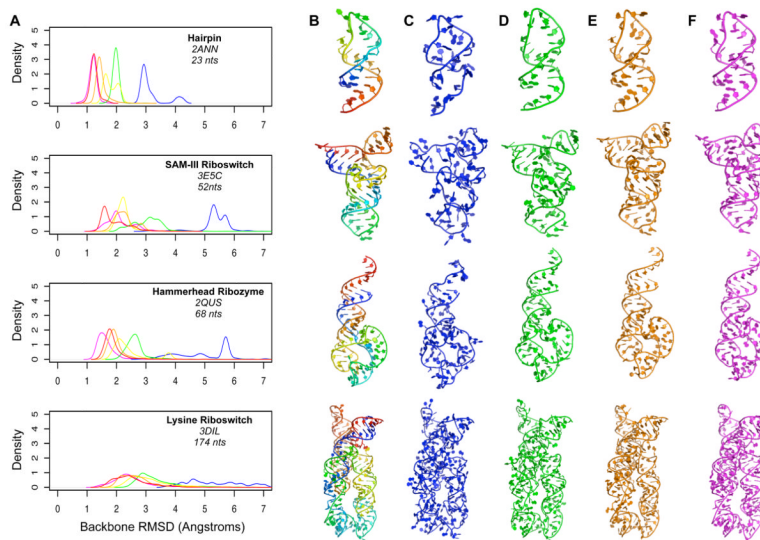 A B C D E F
Hairpin
2ANN
23 nts
Density
5
4
3
2
1
0
0 1 2 3 4 5 6 7
SAM-III Riboswitch
3E5C
52nts
Density
5
4
3
2
1
0
0 1 2 3 4 5 6 7
Hammerhead Ribozyme
2QUS
68 nts
Density
5
4
3
2
1
0
0 1 2 3 4 5 6 7
Lysine Riboswitch
3DIL
174 nts
Density
5
4
3
2
1
0
0 1 2 3 4 5 6 7
Backbone RMSD (Angstroms)